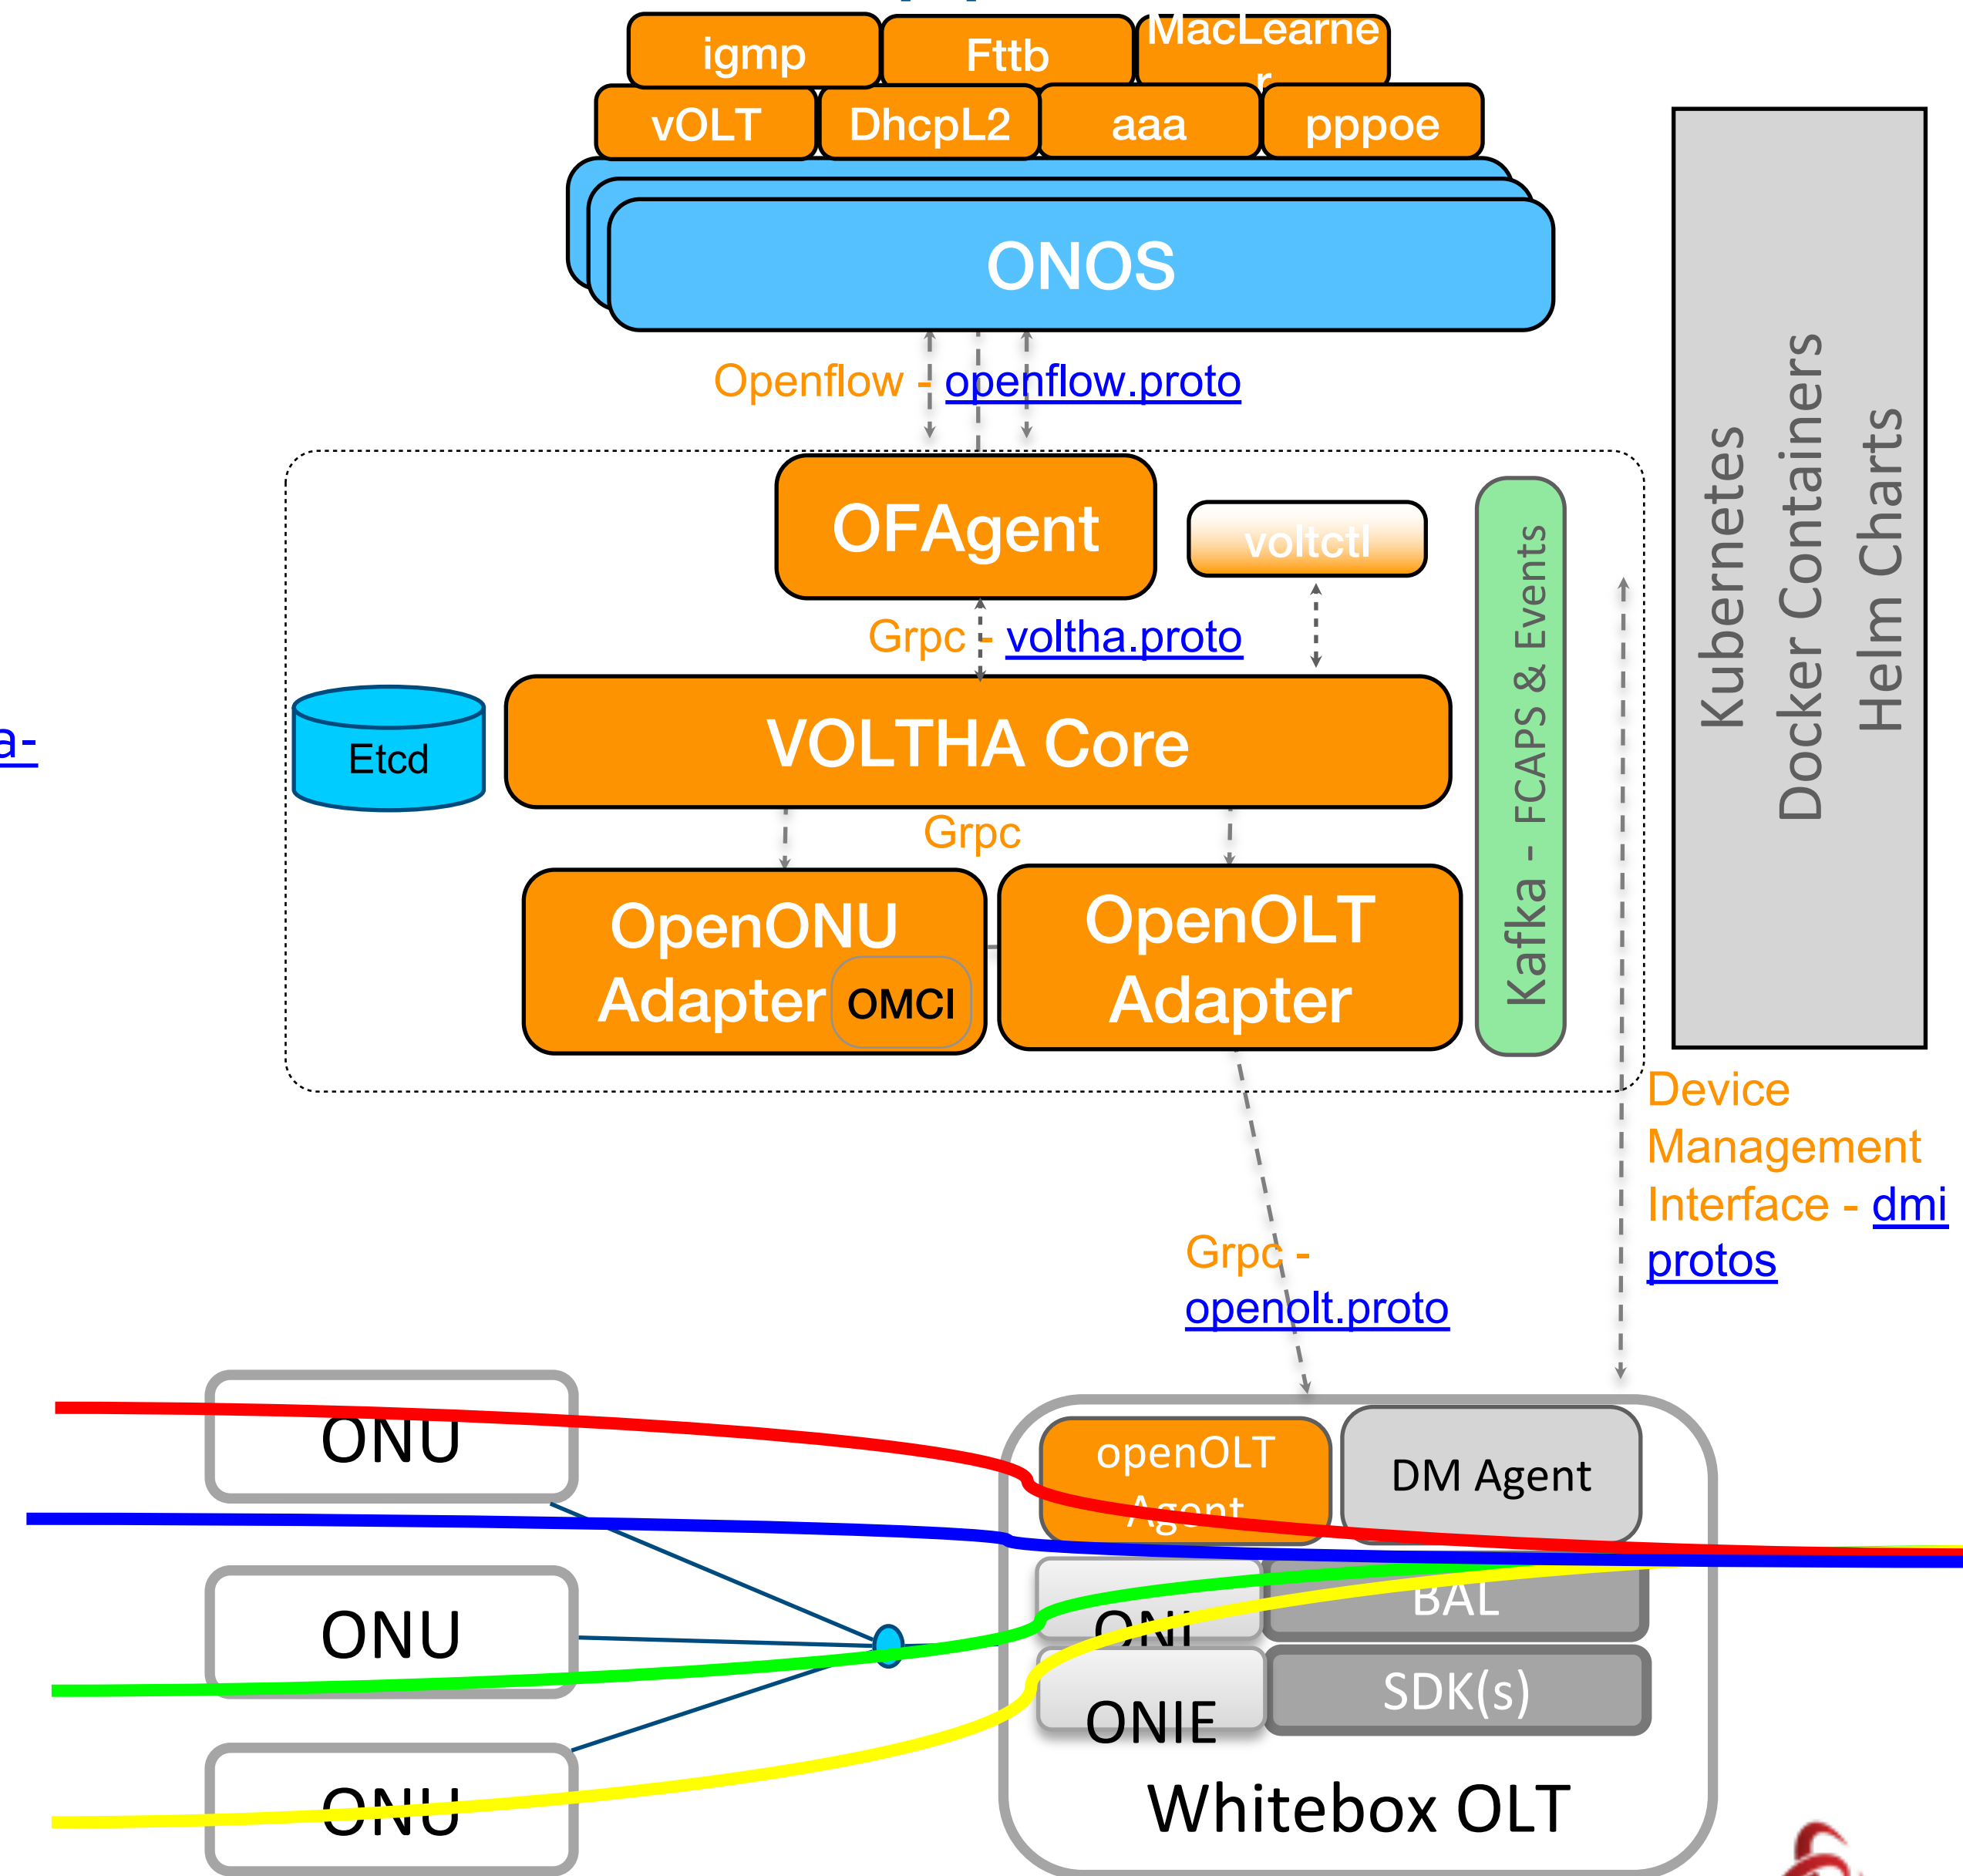 igmp
Fttb
MacLearne
r
vOLT
DhcpL2
aaa
pppoe
ONOS
Openflow - openflow.proto
OFAgent
voltctl
Grpc - voltha.proto
a-
Etcd
VOLTHA Core
Grpc
OpenONU
Adapter
OMCI
OpenOLT
Adapter
Kafka - FCAPS & Events
Kubernetes
Docker Containers
Helm Charts
Device
Management
Interface - dmi
protos
Grpc -
openolt.proto
ONU
ONU
ONU
openOLT
Agent
DM Agent
BAL
ONIE
SDK(s)
Whitebox OLT